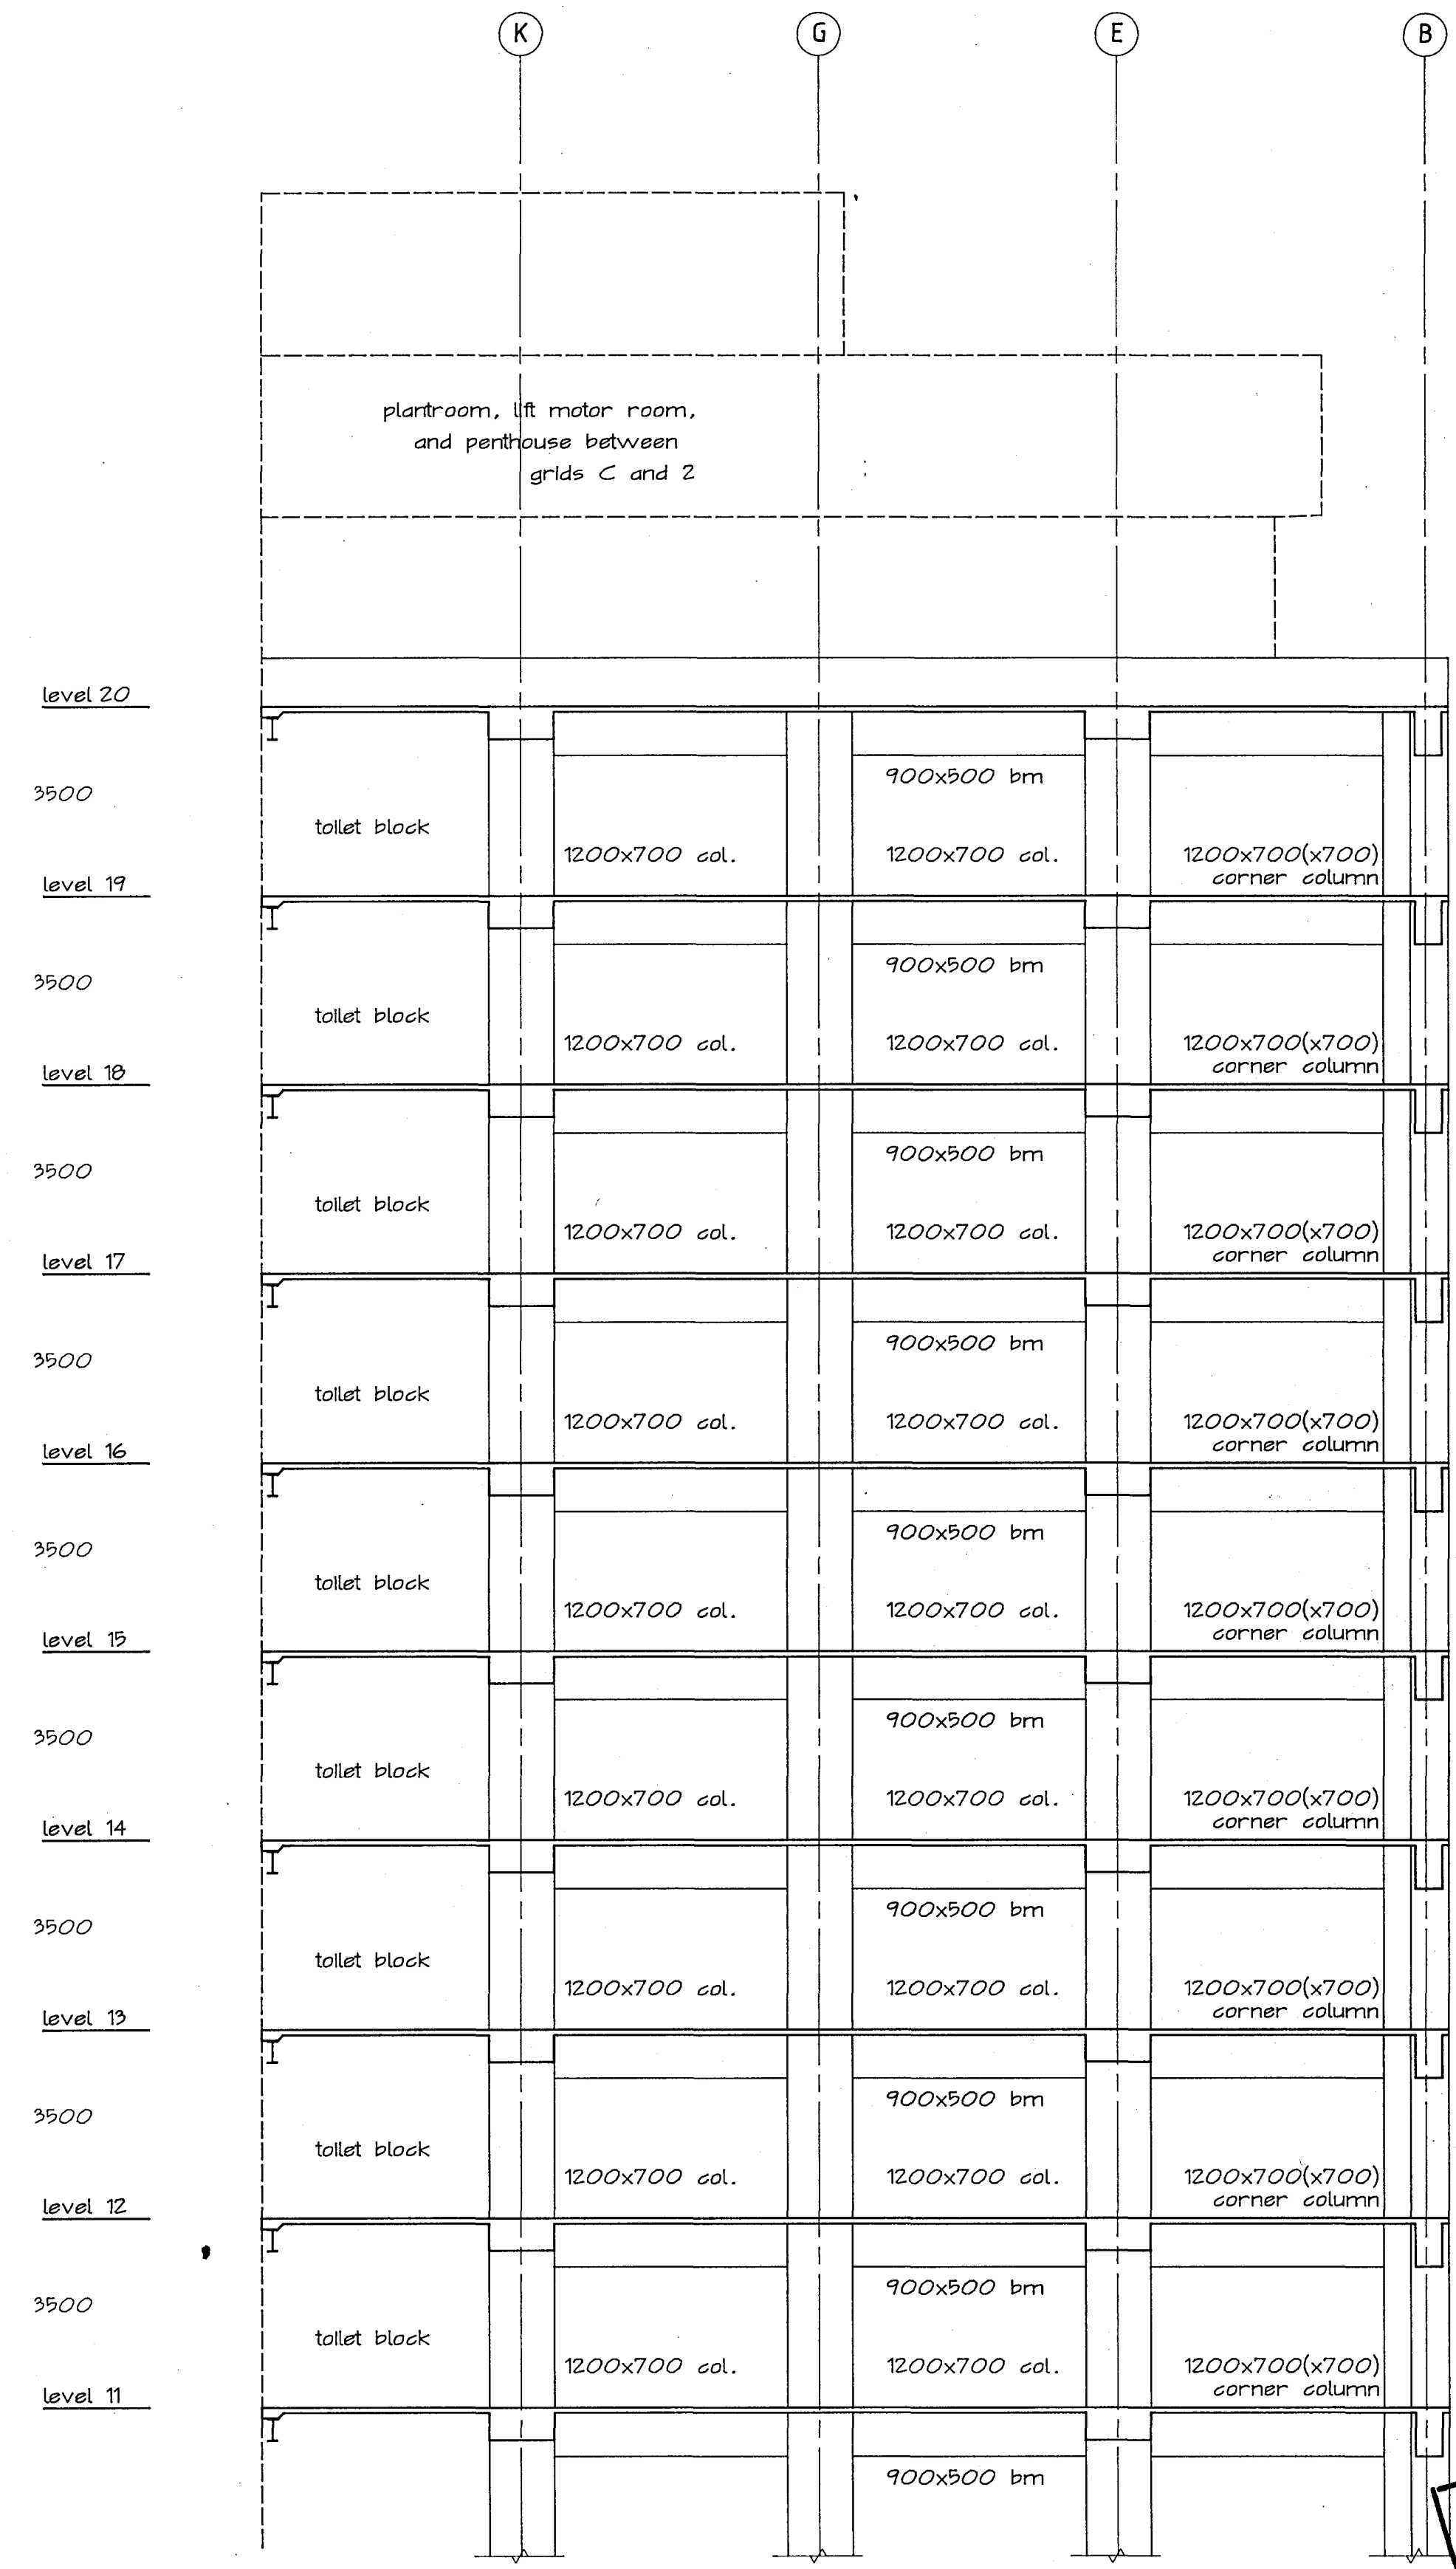 K G E B
plantroom, lift motor room,
and penthouse between
grids C and 2
level 20
900x500 bm
3500
toilet block
1200x700 col. 1200x700 col. 1200x700(x700)
level 19 corner column
900x500 bm
3500
toilet block
1200x700 col. 1200x700 col. 1200x700(x700)
level 18 corner column
900x500 bm
3500
toilet block
1200x700 col. 1200x700 col. 1200x700(x700)
level 17 corner column
900x500 bm
3500
toilet block
1200x700 col. 1200x700 col. 1200x700(x700)
level 16 corner column
900x500 bm
3500
toilet block
1200x700 col. 1200x700 col. 1200x700(x700)
level 15 corner column
900x500 bm
3500
toilet block
1200x700 col. 1200x700 col. 1200x700(x700)
level 14 corner column
900x500 bm
3500
toilet block
1200x700 col. 1200x700 col. 1200x700(x700)
level 13 corner column
900x500 bm
3500
toilet block
1200x700 col. 1200x700 col. 1200x700(x700)
level 12 corner column
900x500 bm
3500
toilet block
1200x700 col. 1200x700 col. 1200x700(x700)
level 11 corner column
900x500 bm